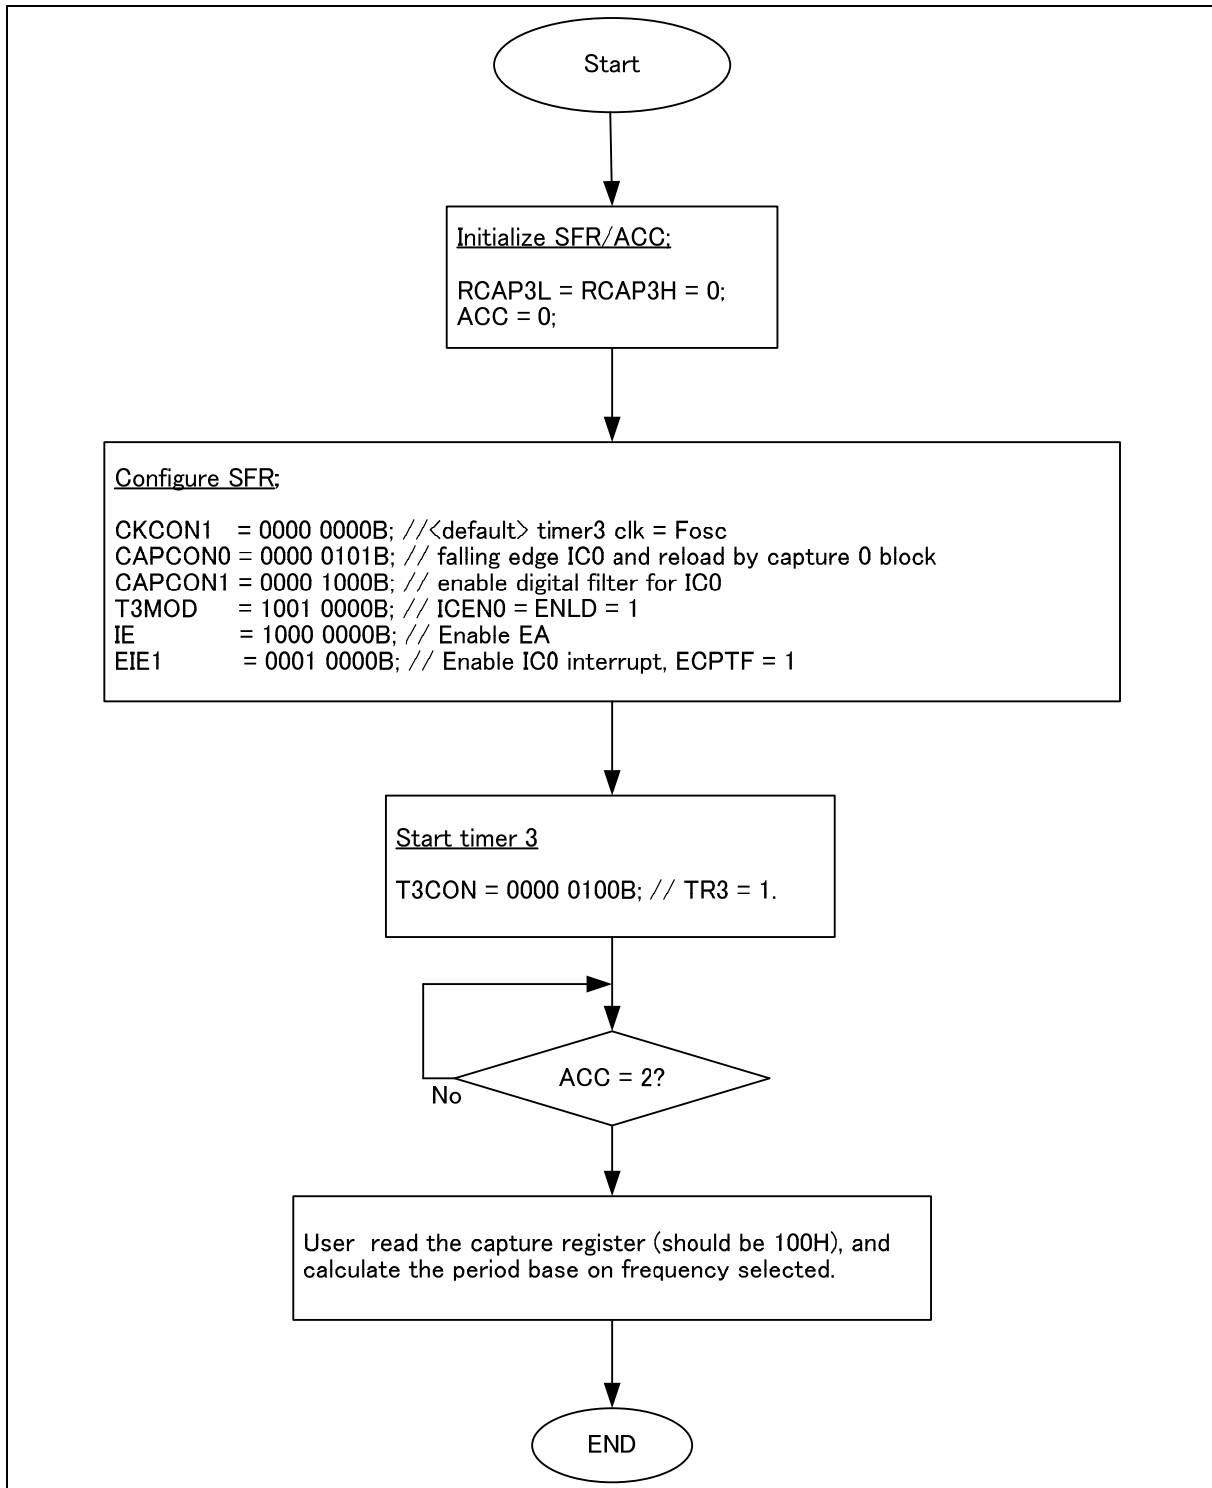 Start
Initialize SFR/ACC;
RCAP3L = RCAP3H = 0;
ACC = 0;
Configure SFR;
CKCON1 = 0000 0000B; //<default> timer3 clk = Fosc
CAPCON0 = 0000 0101B; // falling edge IC0 and reload by capture 0 block
CAPCON1 = 0000 1000B; // enable digital filter for IC0
T3MOD = 1001 0000B; // ICEN0 = ENLD = 1
IE = 1000 0000B; // Enable EA
EIE1 = 0001 0000B; // Enable IC0 interrupt, ECPTF = 1
Start timer 3
T3CON = 0000 0100B; // TR3 = 1.
ACC = 2?
No
User read the capture register (should be 100H), and
calculate the period base on frequency selected.
END